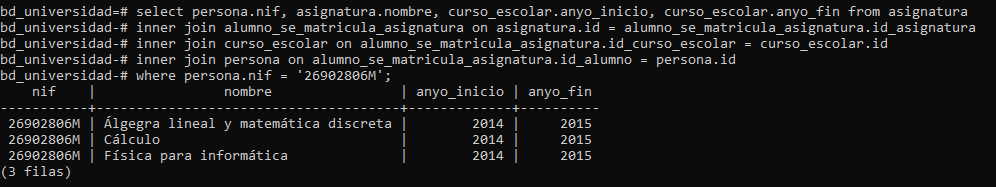 bd_universidad=# select persona.nif, asignatura.nombre, curso_escolar.anyo_inicio, curso_escolar.anyo_fin from asignatura
bd_universidad-# inner join alumno_se_matricula_asignatura on asignatura.id = alumno_se_matricula_asignatura.id_asignatura
bd_universidad-# inner join curso_escolar on alumno_se_matricula_asignatura.id_curso_escolar = curso_escolar.id
bd_universidad-# inner join persona on alumno_se_matricula_asignatura.id_alumno = persona.id
bd_universidad-# where persona.nif = '26902806M';
    nif    |                nombre                 | anyo_inicio | anyo_fin
-----------+---------------------------------------+-------------+----------
 26902806M | Álgegra lineal y matemática discreta |        2014 |     2015
 26902806M | Cálculo                               |        2014 |     2015
 26902806M | Física para informática               |        2014 |     2015
(3 filas)